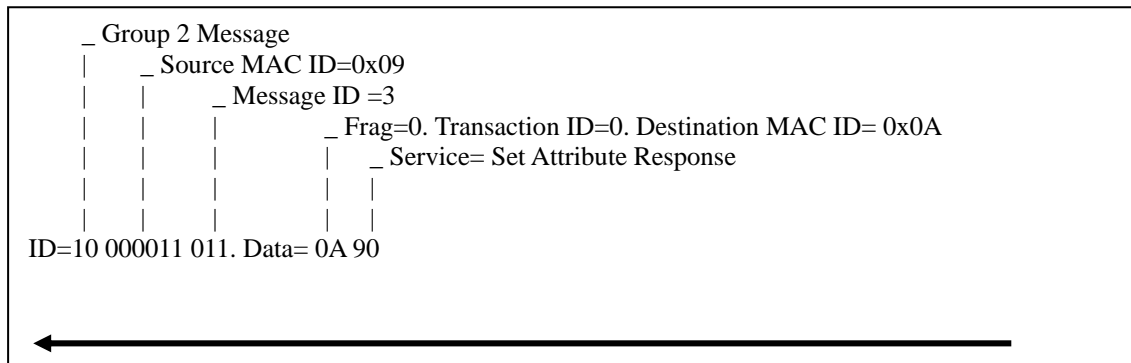 _ Group 2 Message
| _ Source MAC ID=0x09
| | _ Message ID =3
| | | _ Frag=0. Transaction ID=0. Destination MAC ID= 0x0A
| | | | _ Service= Set Attribute Response
| | | | |
| | | | |
ID=10 000011 011. Data= 0A 90